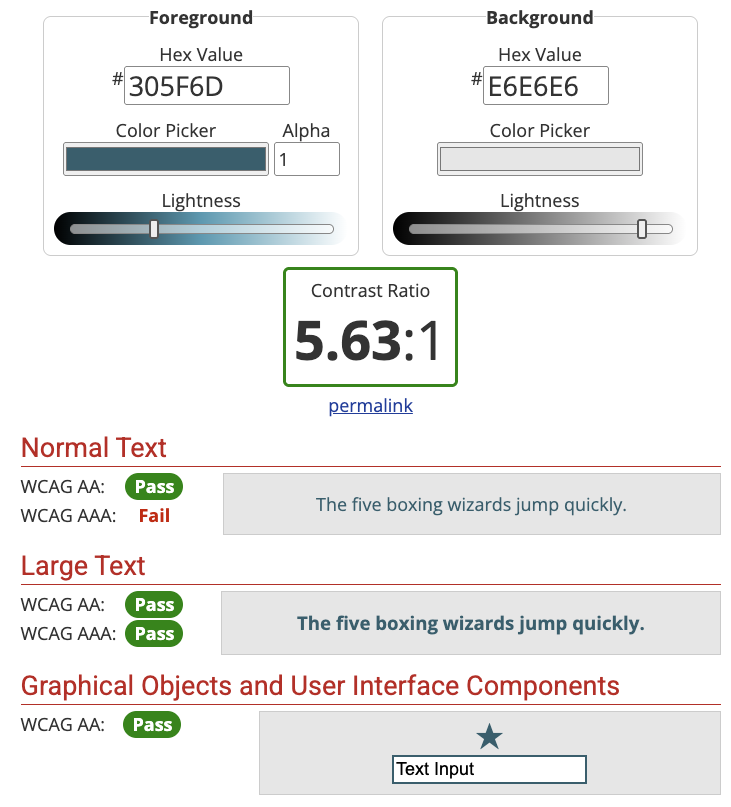 Foreground
Background
Hex Value
Hex Value
# 305F6D
# E6E6E6
Color Picker
Alpha
Color Picker
1
Lightness
Lightness
Contrast Ratio
5.63:1
permalink
Normal Text
WCAG AA: Pass
WCAG AAA: Fail
The five boxing wizards jump quickly.
Large Text
WCAG AA: Pass
WCAG AAA: Pass
The five boxing wizards jump quickly.
Graphical Objects and User Interface Components
WCAG AA: Pass
Text Input